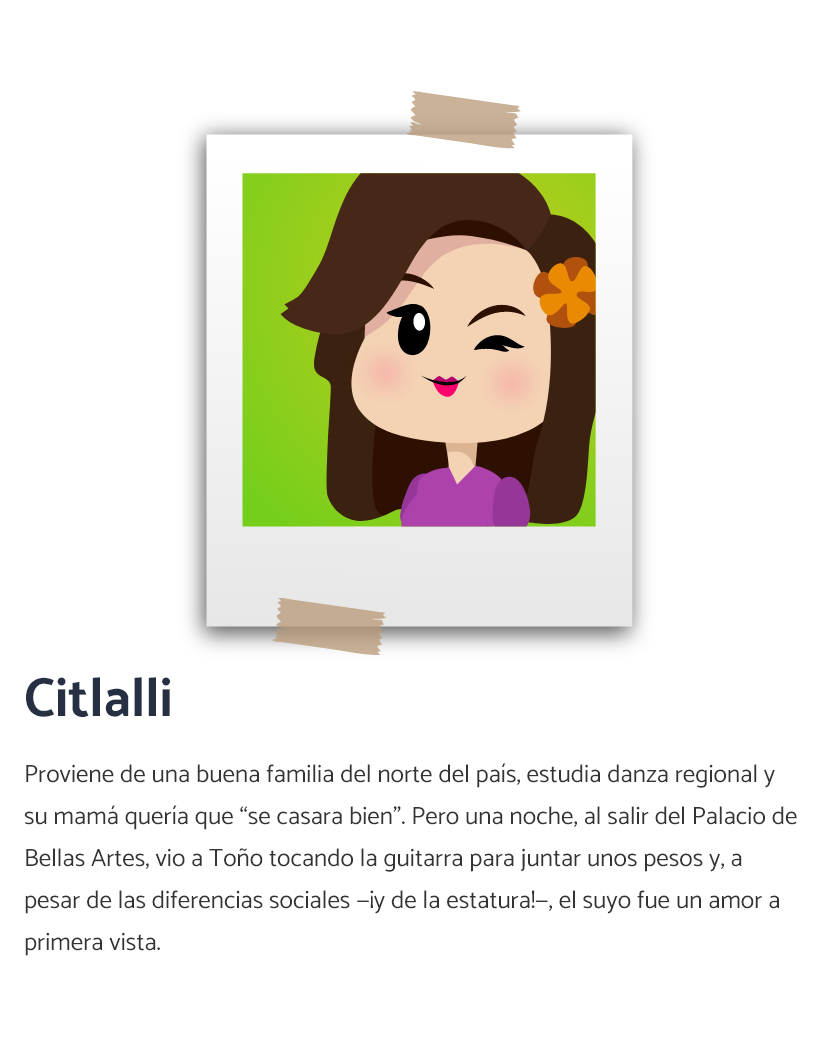 Citlalli
Proviene de una buena familia del norte del país, estudia danza regional y
su mamá quería que “se casara bien”. Pero una noche, al salir del Palacio de
Bellas Artes, vio a Toño tocando la guitarra para juntar unos pesos y, a
pesar de las diferencias sociales –¡y de la estatura!–, el suyo fue un amor a
primera vista.